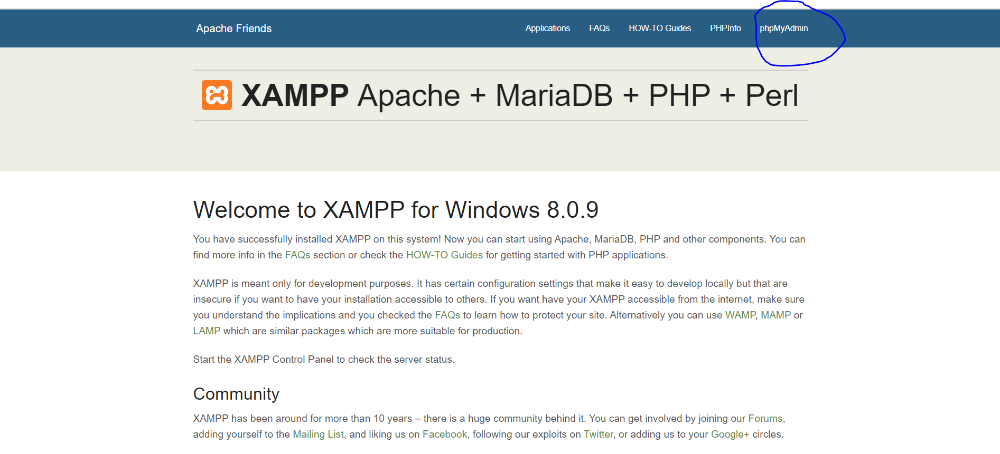 Apache Friends
Applications FAQs HOW-TO Guides PHPInfo phpMyAdmin
XAMPP Apache + MariaDB + PHP + Perl
Welcome to XAMPP for Windows 8.0.9
You have successfully installed XAMPP on this system! Now you can start using Apache, MariaDB, PHP and other components. You can
find more info in the FAQs section or check the HOW-TO Guides for getting started with PHP applications.
XAMPP is meant only for development purposes. It has certain configuration settings that make it easy to develop locally but that are
insecure if you want to have your installation accessible to others. If you want have your XAMPP accessible from the internet, make sure
you understand the implications and you checked the FAQs to learn how to protect your site. Alternatively you can use WAMP, MAMP or
LAMP which are similar packages which are more suitable for production.
Start the XAMPP Control Panel to check the server status.
Community
XAMPP has been around for more than 10 years – there is a huge community behind it. You can get involved by joining our Forums,
adding yourself to the Mailing List, and liking us on Facebook, following our exploits on Twitter, or adding us to your Google+ circles.